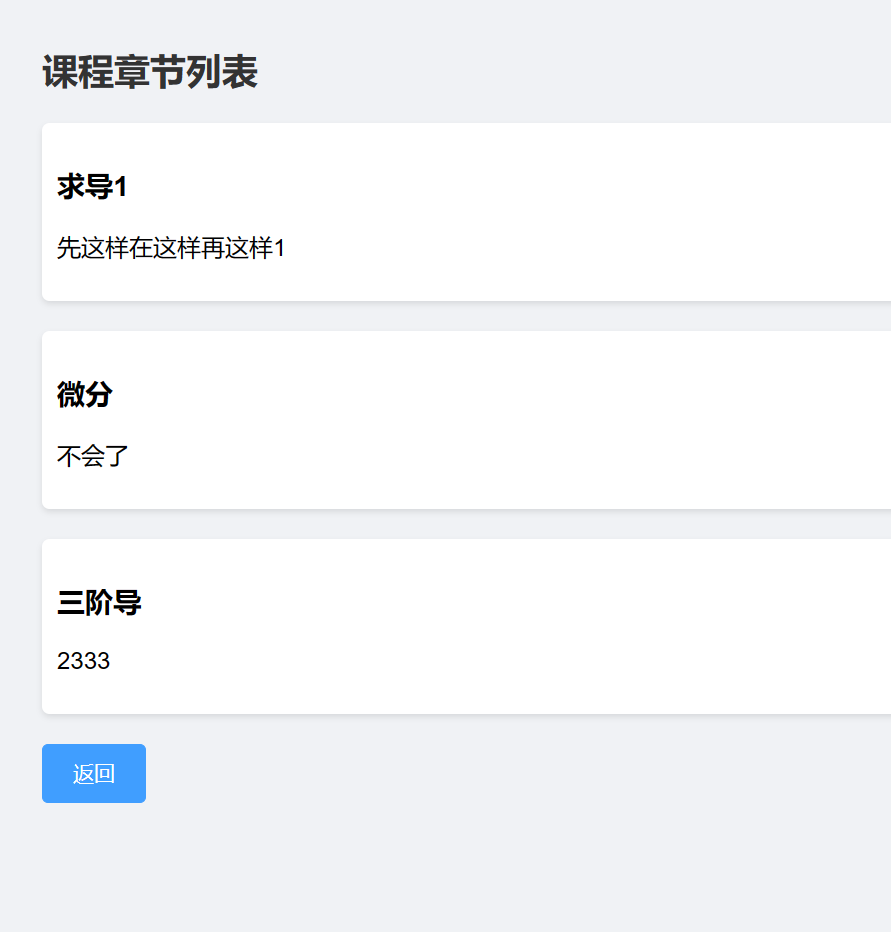 课程章节列表
求导1
先这样在这样再这样1
微分
不会了
三阶导
2333
返回